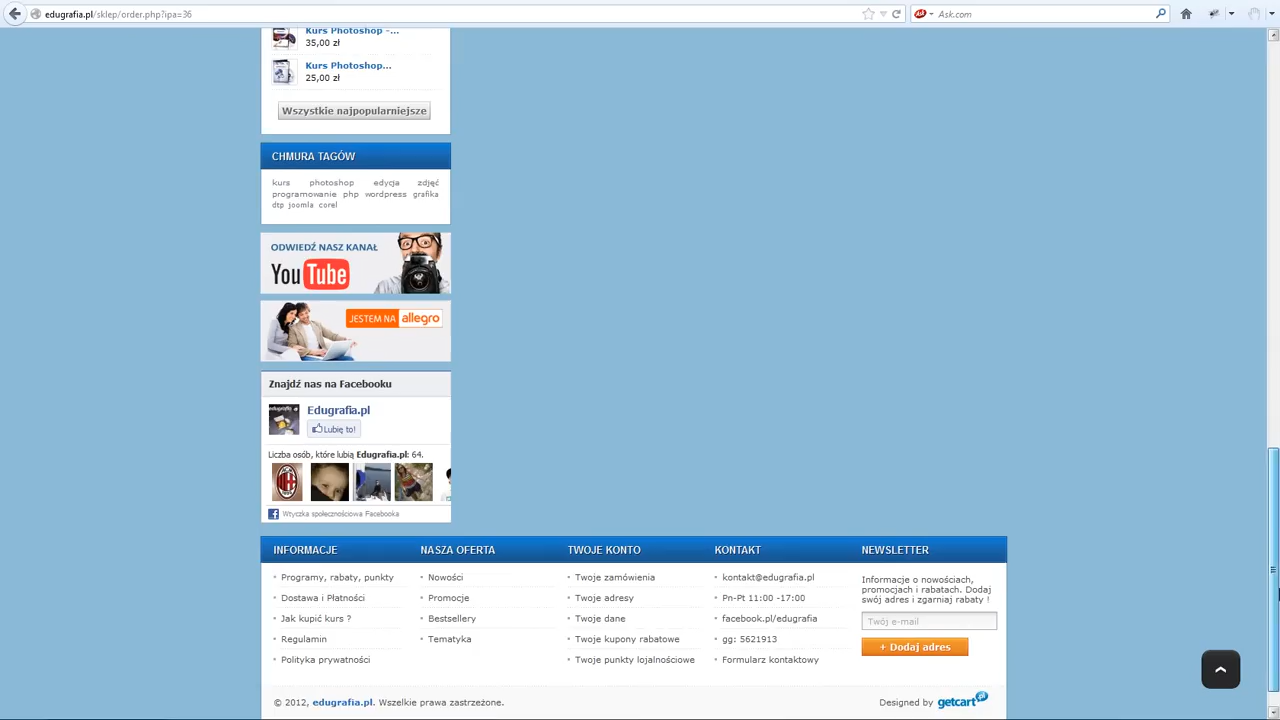 edugrafia.pl/sklep/order.php?ipa=36
Ask.com
Kurs Photoshop -...
35,00 zł
Kurs Photoshop...
25,00 zł
Wszystkie najpopularniejsze
CHMURA TAGÓW
kurs photoshop edycja zdjęć
programowanie php wordpress grafika
dtp joomla corel
ODWIEDŹ NASZ KANAŁ
YouTube
JESTEM NA allegro
Znajdź nas na Facebooku
Edugrafia.pl
Lubię to!
Liczba osób, które lubią Edugrafia.pl: 64.
Wtyczka społecznościowa Facebooka
INFORMACJE
Programy, rabaty, punkty
Dostawa i Płatności
Jak kupić kurs ?
Regulamin
Polityka prywatności
NASZA OFERTA
Nowości
Promocje
Bestsellery
Tematyka
TWOJE KONTO
Twoje zamówienia
Twoje adresy
Twoje dane
Twoje kupony rabatowe
Twoje punkty lojalnościowe
KONTAKT
kontakt@edugrafia.pl
Pn-Pt 11:00 -17:00
facebook.pl/edugrafia
gg: 5621913
Formularz kontaktowy
NEWSLETTER
Informacje o nowościach,
promocjach i rabatach. Dodaj
swój adres i zgarniaj rabaty !
Twój e-mail
+ Dodaj adres
© 2012, edugrafia.pl. Wszelkie prawa zastrzeżone.
Designed by getcart.pl